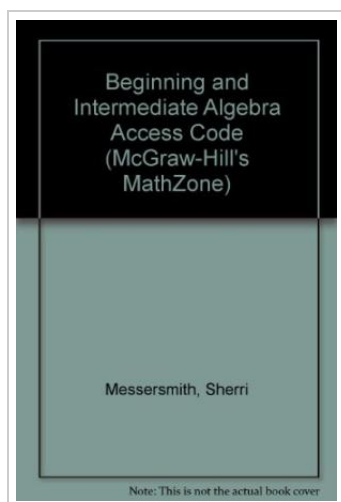 Beginning and
Intermediate Algebra
Access Code
(McGraw-Hill's
MathZone)
Messersmith, Sherri
Note: This is not the actual book cover